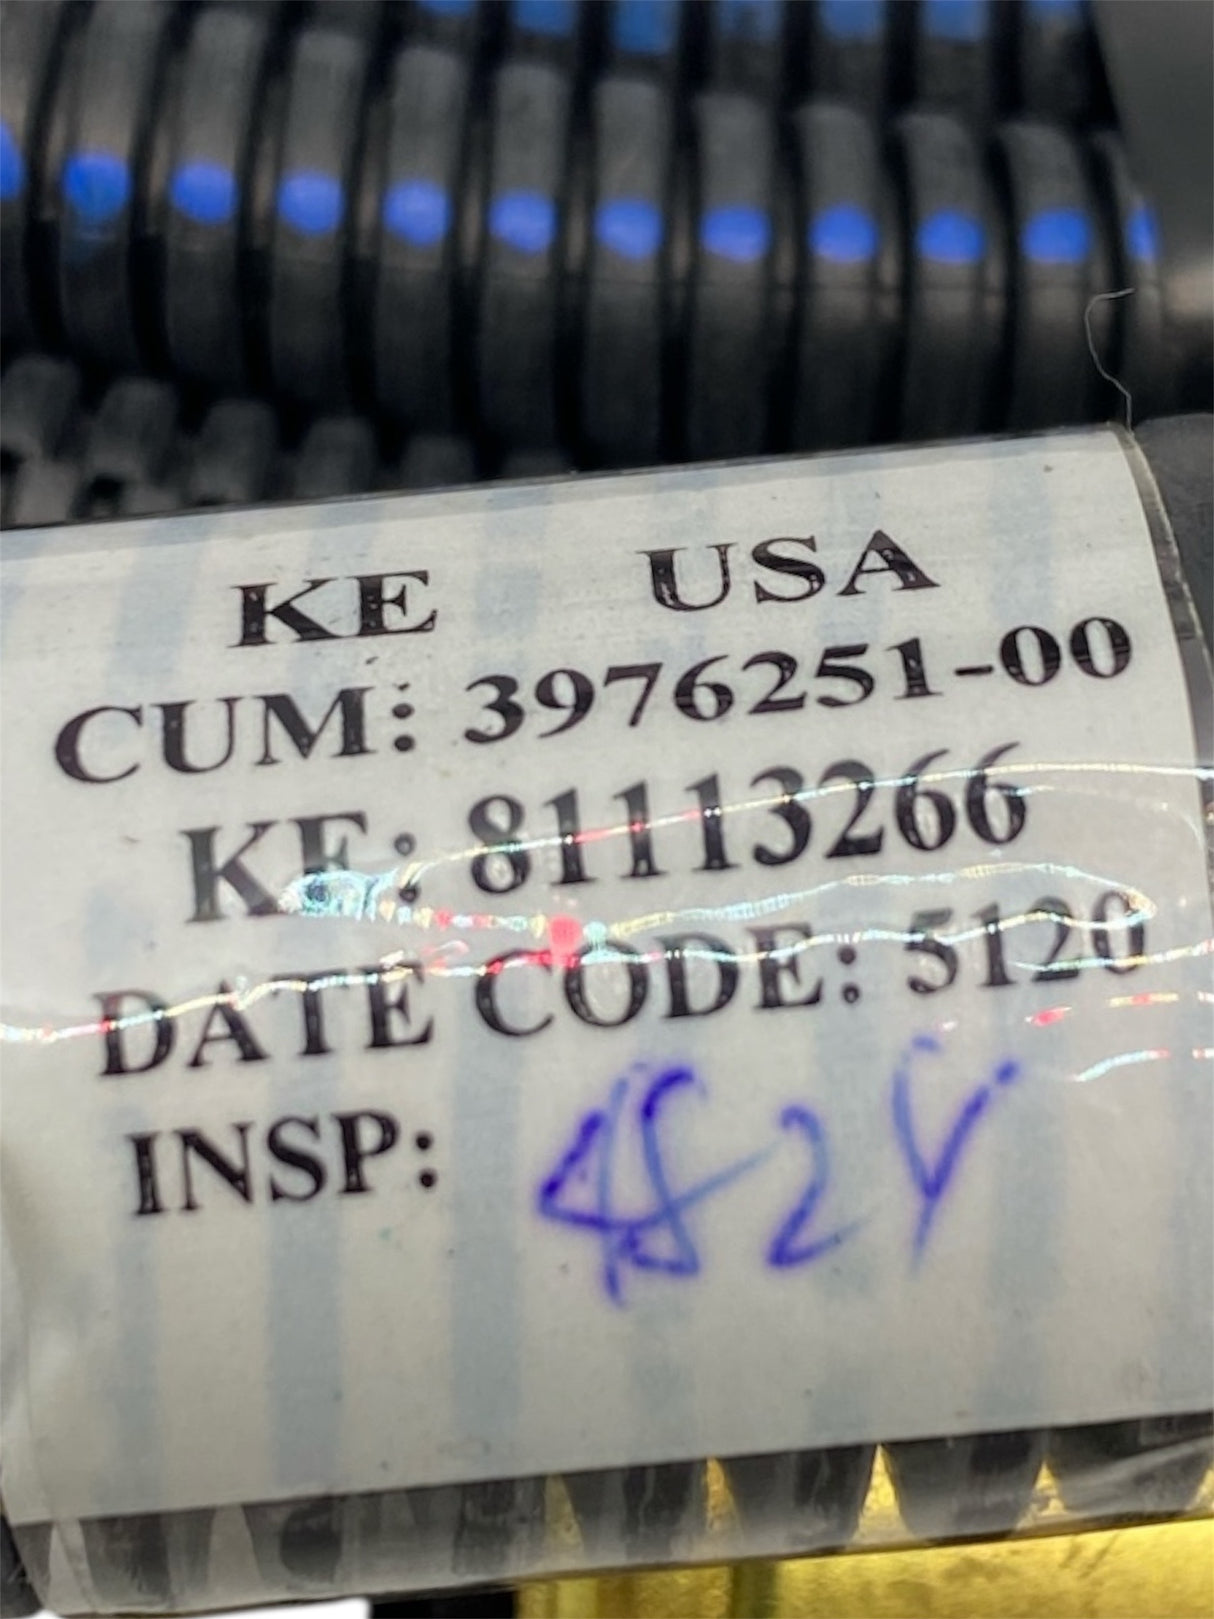 KE USA
CUM: 3976251-00
KE: 81113266
DATE CODE: 5120
INSP: